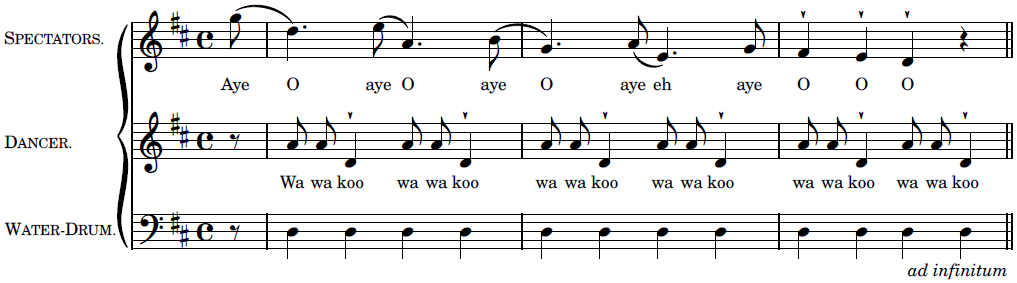 SPECTATORS.
Aye O aye O aye O aye eh aye O O O
DANCER.
Wa wa koo wa wa koo wa wa koo wa wa koo wa wa koo wa wa koo
WATER-DRUM.
ad infinitum